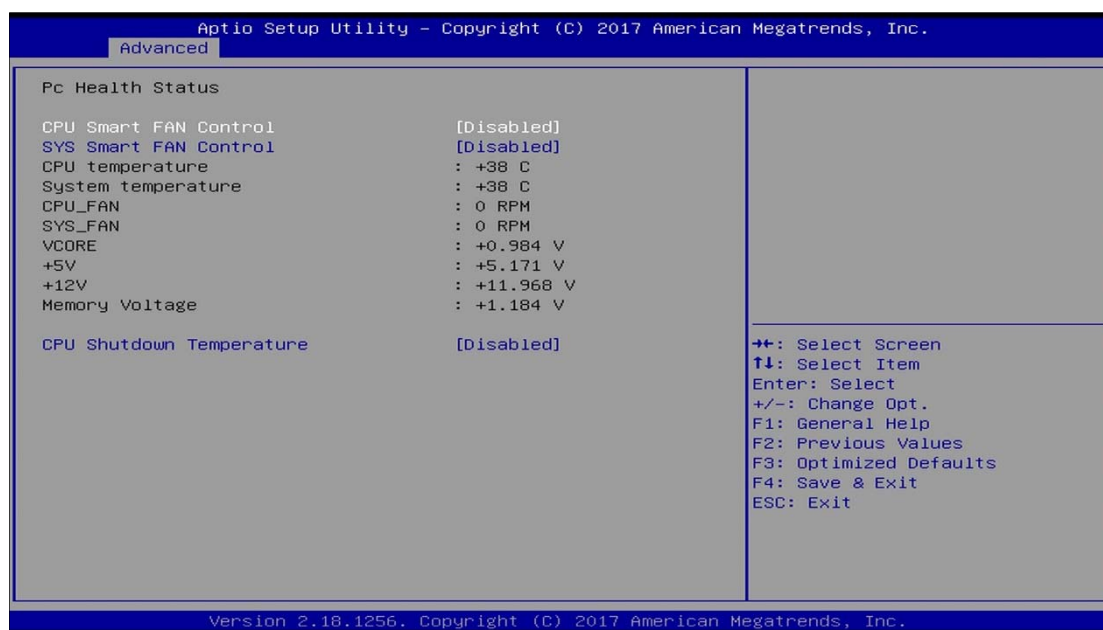 Aptio Setup Utility – Copyright (C) 2017 American Megatrends, Inc.
Advanced
Pc Health Status
CPU Smart FAN Control [Disabled]
SYS Smart FAN Control [Disabled]
CPU temperature : +38 C
System temperature : +38 C
CPU_FAN : 0 RPM
SYS_FAN : 0 RPM
VCORE : +0.984 V
+5V : +5.171 V
+12V : +11.968 V
Memory Voltage : +1.184 V
CPU Shutdown Temperature [Disabled]
→←: Select Screen
↑↓: Select Item
Enter: Select
+/-: Change Opt.
F1: General Help
F2: Previous Values
F3: Optimized Defaults
F4: Save & Exit
ESC: Exit
Version 2.18.1256. Copyright (C) 2017 American Megatrends, Inc.